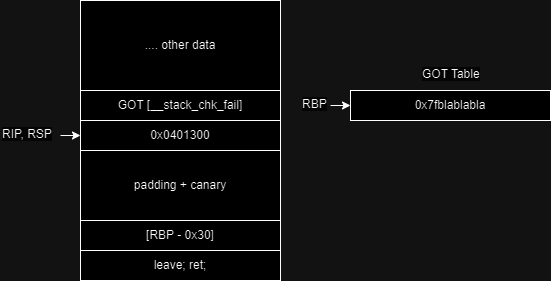 .... other data
GOT Table
GOT [__stack_chk_fail]
RBP
0x7fblablabla
RIP, RSP
0x0401300
padding + canary
[RBP - 0x30]
leave; ret;